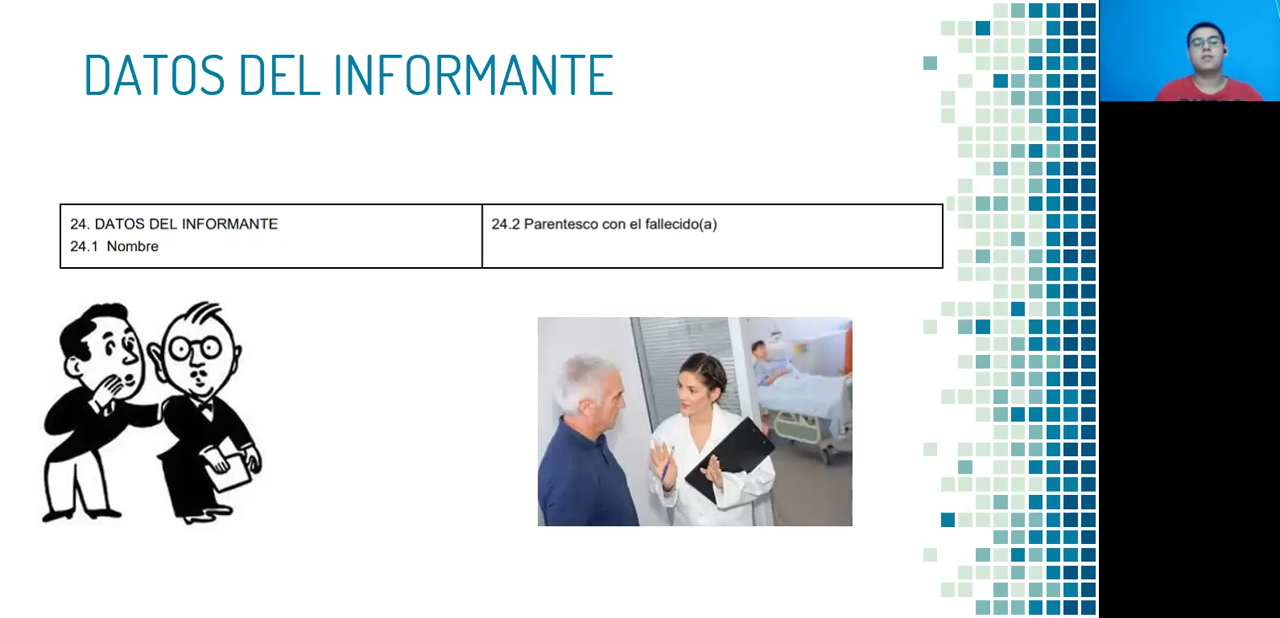 DATOS DEL INFORMANTE
24. DATOS DEL INFORMANTE
24.1 Nombre
24.2 Parentesco con el fallecido(a)